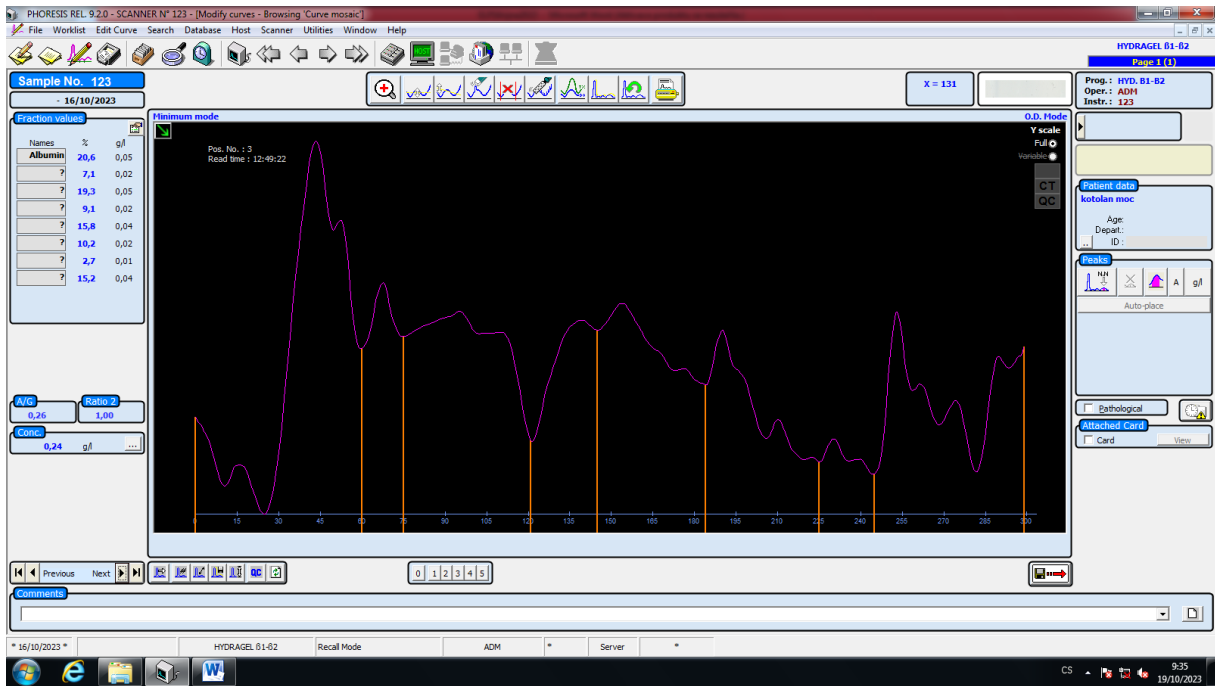 PHORESIS REL. 9.2.0 - SCANNER N° 123 - [Modify curves - Browsing 'Curve mosaic']
File Worklist Edit Curve Search Database Host Scanner Utilities Window Help
HOST
HYDRAGEL ß1-ß2
Page 1 (1)
Sample No. 123
- 16/10/2023
X = 131
Prog.: HYD. B1-B2
Oper.: ADM
Instr.: 123
Fraction values
Names % g/l
Albumin 20,6 0,05
? 7,1 0,02
? 19,3 0,05
? 9,1 0,02
? 15,8 0,04
? 10,2 0,02
? 2,7 0,01
? 15,2 0,04
A/G
0,26
Ratio 2
1,00
Conc.
0,24 g/l ...
Minimum mode
O.D. Mode
Pos. No. : 3
Read time : 12:49:22
Y scale
Full
Variable
CT
QC
0 15 30 45 60 75 90 105 120 135 150 165 180 195 210 225 240 255 270 285 300
Patient data
kotolan moc
Age:
Depart.:
.. ID :
Peaks
N.N
A g/l
Auto-place
Pathological
Attached Card
Card View
Previous Next
QC
0 1 2 3 4 5
Comments
* 16/10/2023 * HYDRAGEL ß1-ß2 Recall Mode ADM * Server *
CS
9:35
19/10/2023